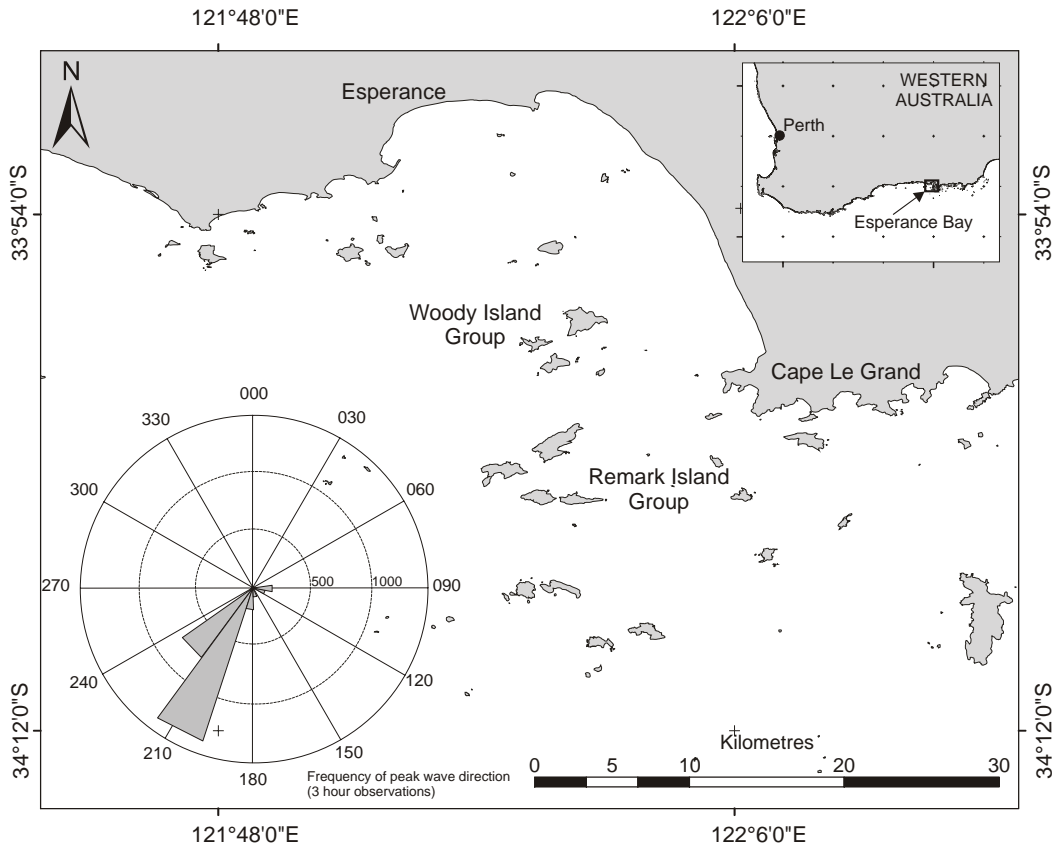 121°48'0"E
122°6'0"E
N
Esperance
WESTERN
AUSTRALIA
Perth
Esperance Bay
33°54'0"S
33°54'0"S
Woody Island
Group
Cape Le Grand
000
330
030
300
060
Remark Island
Group
270
500
1000
090
240
120
210
150
180
34°12'0"S
34°12'0"S
Kilometres
0
5
10
20
30
Frequency of peak wave direction
(3 hour observations)
121°48'0"E
122°6'0"E